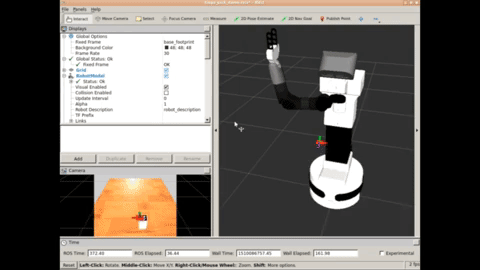 File Panels Help
Interact Move Camera Select Focus Camera Measure 2D Pose Estimate 2D Nav Goal Publish Point
Displays
Global Options
Fixed Frame base_footprint
Background Color 48; 48; 48
Frame Rate 30
Global Status: Ok
Fixed Frame OK
Grid
RobotModel
Status: Ok
Visual Enabled
Collision Enabled
Update Interval 0
Alpha 1
Robot Description robot_description
TF Prefix
Links
Add Duplicate Remove Rename
Camera
Time
ROS Time: 372.40 ROS Elapsed: 36.44 Wall Time: Wall Elapsed: 161.98 Experimental
Reset Left-Click: Rotate. Middle-Click: Move X/Y. Right-Click/Mouse Wheel: Zoom. Shift: More options. 2 fps